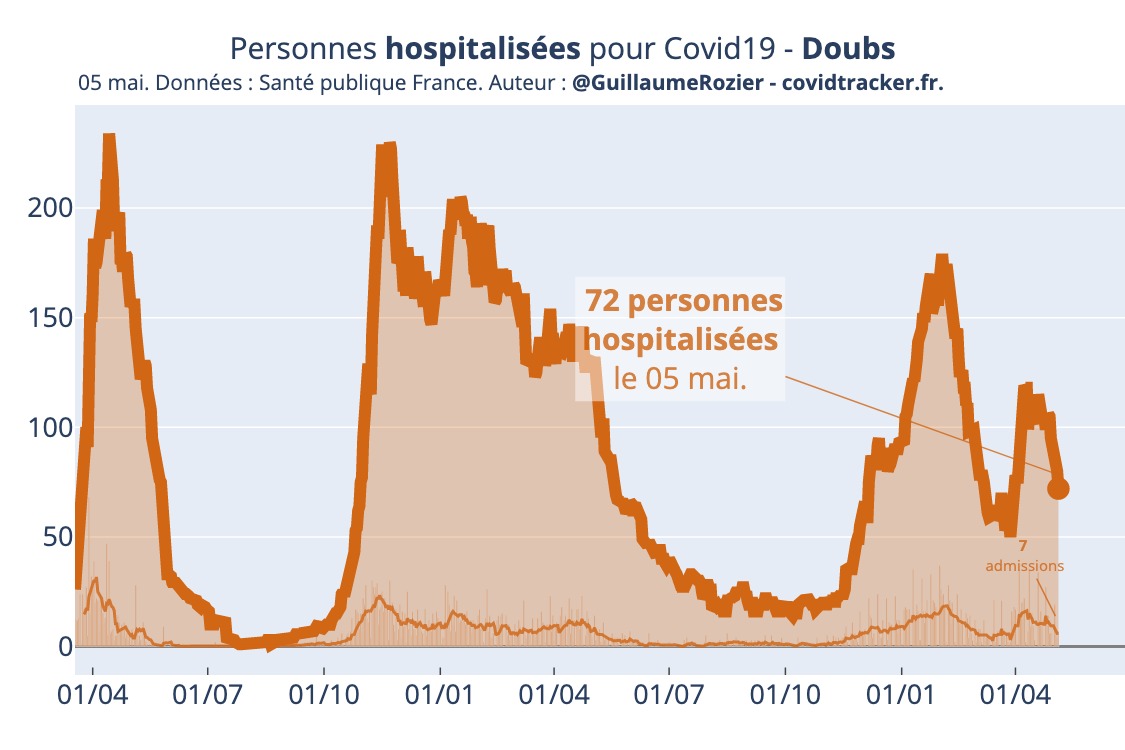 Personnes hospitalisées pour Covid19 - Doubs
05 mai. Données : Santé publique France. Auteur : @GuillaumeRozier - covidtracker.fr.
200
150
100
50
0
72 personnes
hospitalisées
le 05 mai.
7
admissions
01/04 01/07 01/10 01/01 01/04 01/07 01/10 01/01 01/04